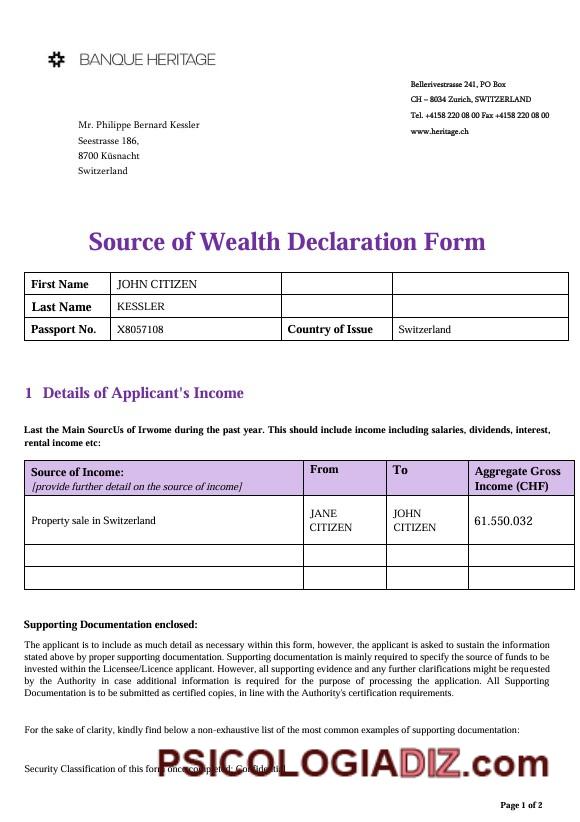 BANQUE HERITAGE
Bellerivestrasse 241, PO Box
CH – 8034 Zurich, SWITZERLAND
Tel. +4158 220 08 00 Fax +4158 220 08 00
www.heritage.ch
Mr. Philippe Bernard Kessler
Seestrasse 186,
8700 Küsnacht
Switzerland
Source of Wealth Declaration Form
First Name JOHN CITIZEN
Last Name KESSLER
Passport No. X8057108 Country of Issue Switzerland
1 Details of Applicant's Income
Last the Main SourcUs of Irwome during the past year. This should include income including salaries, dividends, interest,
rental income etc:
Source of Income: From To Aggregate Gross
[provide further detail on the source of income] Income (CHF)
Property sale in Switzerland JANE JOHN 61.550.032
CITIZEN CITIZEN
Supporting Documentation enclosed:
The applicant is to include as much detail as necessary within this form, however, the applicant is asked to sustain the information
stated above by proper supporting documentation. Supporting documentation is mainly required to specify the source of funds to be
invested within the Licensee/Licence applicant. However, all supporting evidence and any further clarifications might be requested
by the Authority in case additional information is required for the purpose of processing the application. All Supporting
Documentation is to be submitted as certified copies, in line with the Authority's certification requirements.
For the sake of clarity, kindly find below a non-exhaustive list of the most common examples of supporting documentation:
PSICOLOGIADIZ.com
Security Classification of this form once completed: Confidential
Page 1 of 2